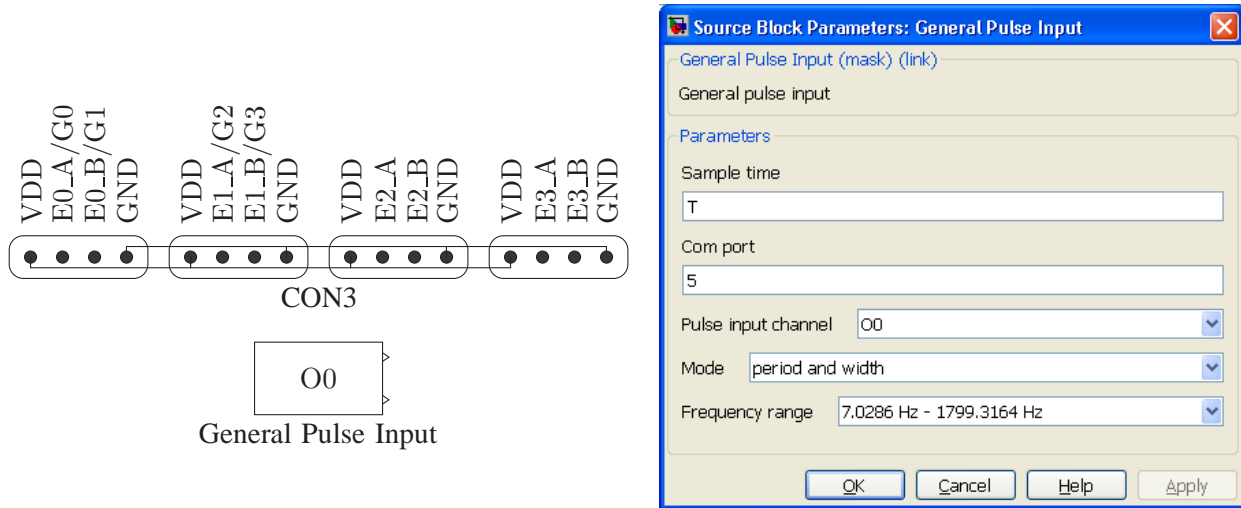 VDD
E0_A/G0
E0_B/G1
GND
VDD
E1_A/G2
E1_B/G3
GND
VDD
E2_A
E2_B
GND
VDD
E3_A
E3_B
GND
CON3
O0
General Pulse Input
Source Block Parameters: General Pulse Input
General Pulse Input (mask) (link)
General pulse input
Parameters
Sample time
T
Com port
5
Pulse input channel O0
Mode period and width
Frequency range 7.0286 Hz - 1799.3164 Hz
OK Cancel Help Apply